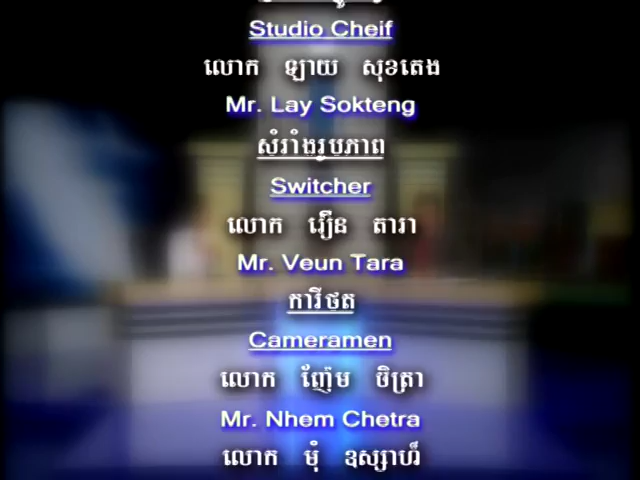 Studio Cheif
លោក ឡាយ សុខតេង
Mr. Lay Sokteng
សំរាំងរូបភាព
Switcher
លោក វឿន តារា
Mr. Veun Tara
ការីថត
Cameramen
លោក ញ៉ែម ចិត្រា
Mr. Nhem Chetra
លោក មុំ ឧស្សាហ៍